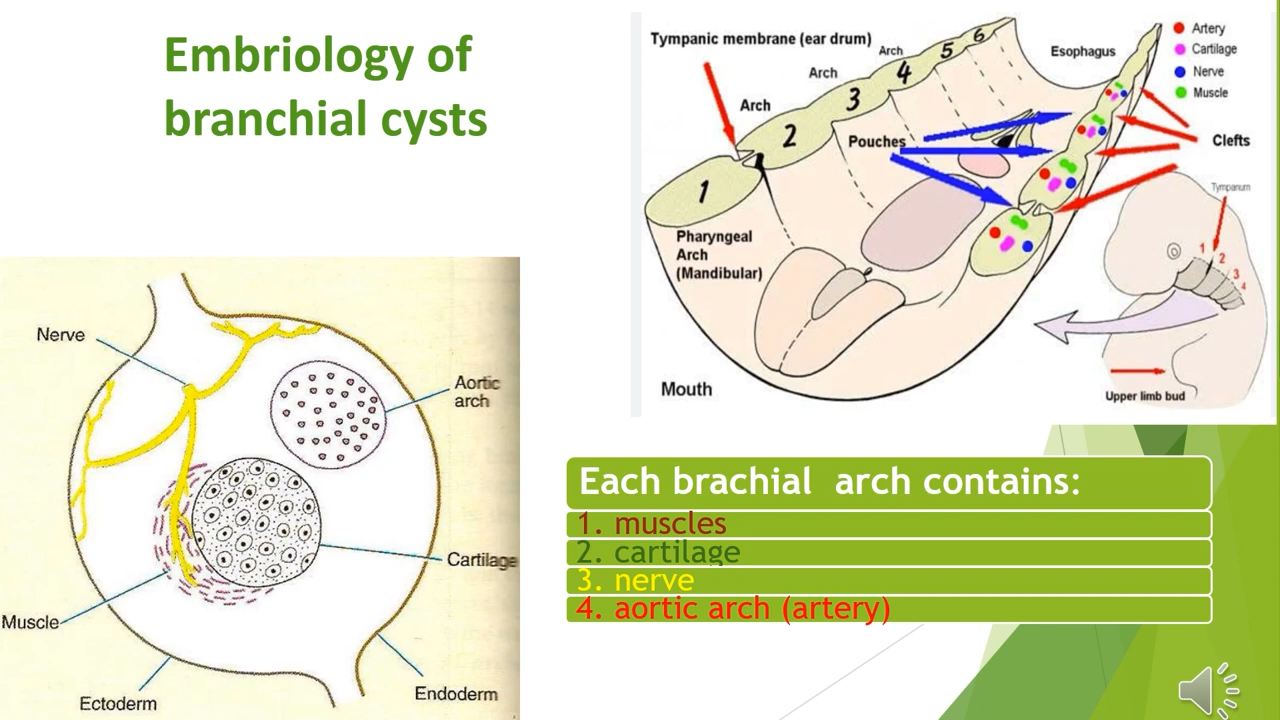 Embriology of
branchial cysts
Tympanic membrane (ear drum)
Arch
Arch
Arch
1
2
3
4
5
6
Esophagus
Artery
Cartilage
Nerve
Muscle
Pouches
Clefts
Tympanum
Pharyngeal
Arch
(Mandibular)
1
2
3
4
Mouth
Upper limb bud
Nerve
Aortic
arch
Cartilage
Muscle
Ectoderm
Endoderm
Each brachial arch contains:
1. muscles
2. cartilage
3. nerve
4. aortic arch (artery)